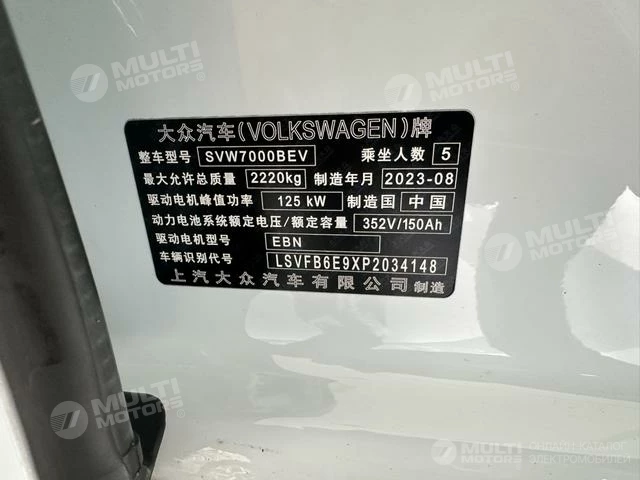 大众汽车(VOLKSWAGEN)牌
整车型号 SVW7000BEV 乘坐人数 5
最大允许总质量 2220kg 制造年月 2023-08
驱动电机峰值功率 125 kW 制造国 中国
动力电池系统额定电压/额定容量 352V/150Ah
驱动电机型号 EBN
车辆识别代号 LSVFB6E9XP2034148
上汽大众汽车有限公司 制造
MULTI MOTORS
MULTI MOTORS
MULTI MOTORS
MULTI MOTORS
MULTI MOTORS ОНЛАЙН-КАТАЛОГ
ЭЛЕКТРОМОБИЛЕЙ